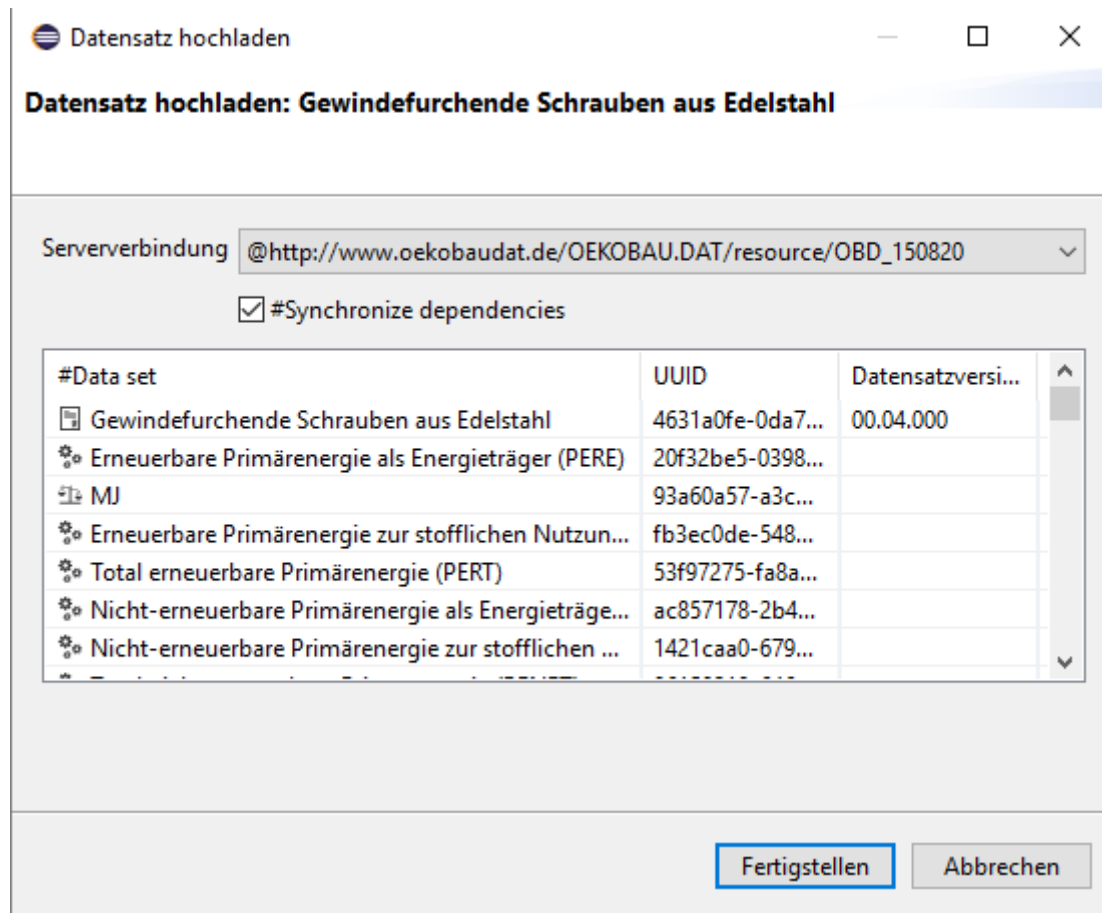 Datensatz hochladen
Datensatz hochladen: Gewindefurchende Schrauben aus Edelstahl
Serververbindung @http://www.oekobaudat.de/OEKOBAU.DAT/resource/OBD_150820
#Synchronize dependencies
#Data set UUID Datensatzversi...
Gewindefurchende Schrauben aus Edelstahl 4631a0fe-0da7... 00.04.000
Erneuerbare Primärenergie als Energieträger (PERE) 20f32be5-0398...
MJ 93a60a57-a3c...
Erneuerbare Primärenergie zur stofflichen Nutzun... fb3ec0de-548...
Total erneuerbare Primärenergie (PERT) 53f97275-fa8a...
Nicht-erneuerbare Primärenergie als Energieträge... ac857178-2b4...
Nicht-erneuerbare Primärenergie zur stofflichen ... 1421caa0-679...
Fertigstellen Abbrechen